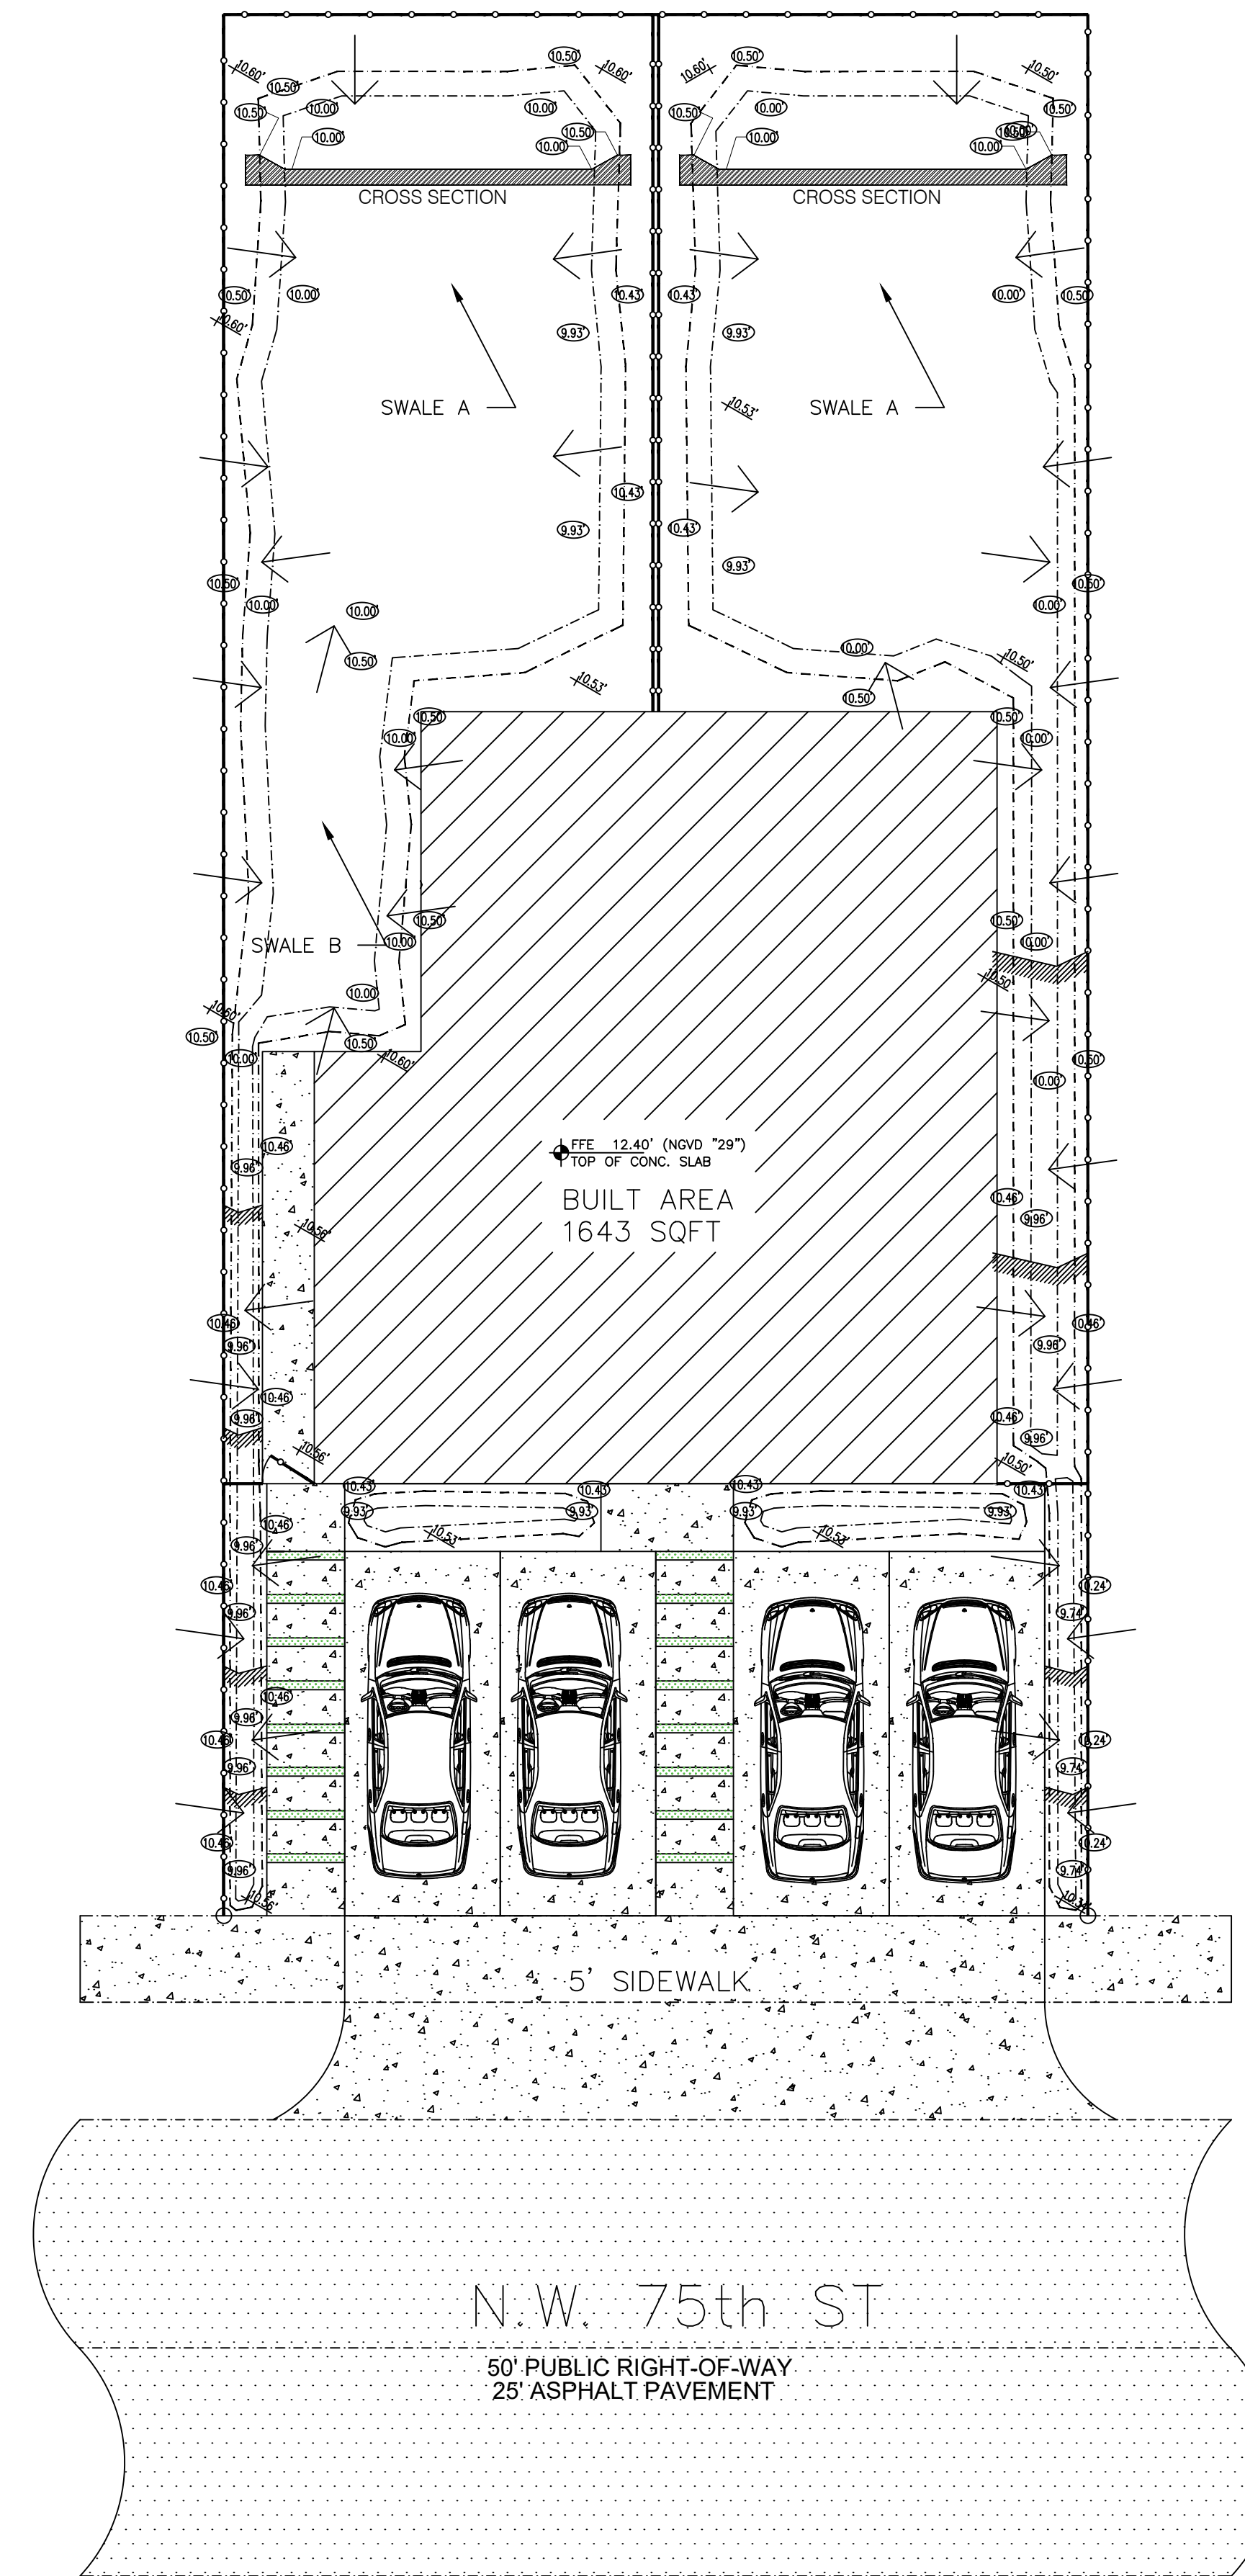 10.60' 10.50' 10.50' 10.60' 10.60' 10.50' 10.50'
10.50' 10.00' 10.00' 10.50' 10.00' 10.00' 10.50'
10.00' 10.00' 10.50' 10.00' 10.00'
CROSS SECTION CROSS SECTION
10.50' 10.00' 10.43' 10.43' 10.00' 10.50'
10.60' 9.93' 9.93'
SWALE A SWALE A
10.53'
10.43' 10.43'
9.93' 9.93'
10.50' 10.50'
10.00' 10.00' 10.00'
10.50' 10.00' 10.50'
10.53' 10.50'
10.50' 10.50'
10.00' 10.00'
10.50' 10.50'
SWALE B 10.00' 10.00'
10.00' 10.50'
10.60'
10.50' 10.50'
10.00' 10.60' 10.50'
10.00'
FFE 12.40' (NGVD "29")
TOP OF CONC. SLAB
10.46'
9.96' 10.46'
BUILT AREA
10.56' 9.96'
1643 SQFT
10.46' 10.46'
9.96' 9.96'
10.46' 10.46'
9.96' 9.96'
10.56' 10.50'
10.43' 10.43' 10.43' 10.43'
9.93' 9.93' 9.93' 9.93'
10.46' 10.53' 10.53'
9.96'
10.46' 10.24'
9.96' 9.74'
10.46'
9.96'
10.46' 10.24'
9.96' 9.74'
10.46' 10.24'
9.96' 9.74'
10.56'
5' SIDEWALK
N.W. 75th ST
50' PUBLIC RIGHT-OF-WAY
25' ASPHALT PAVEMENT